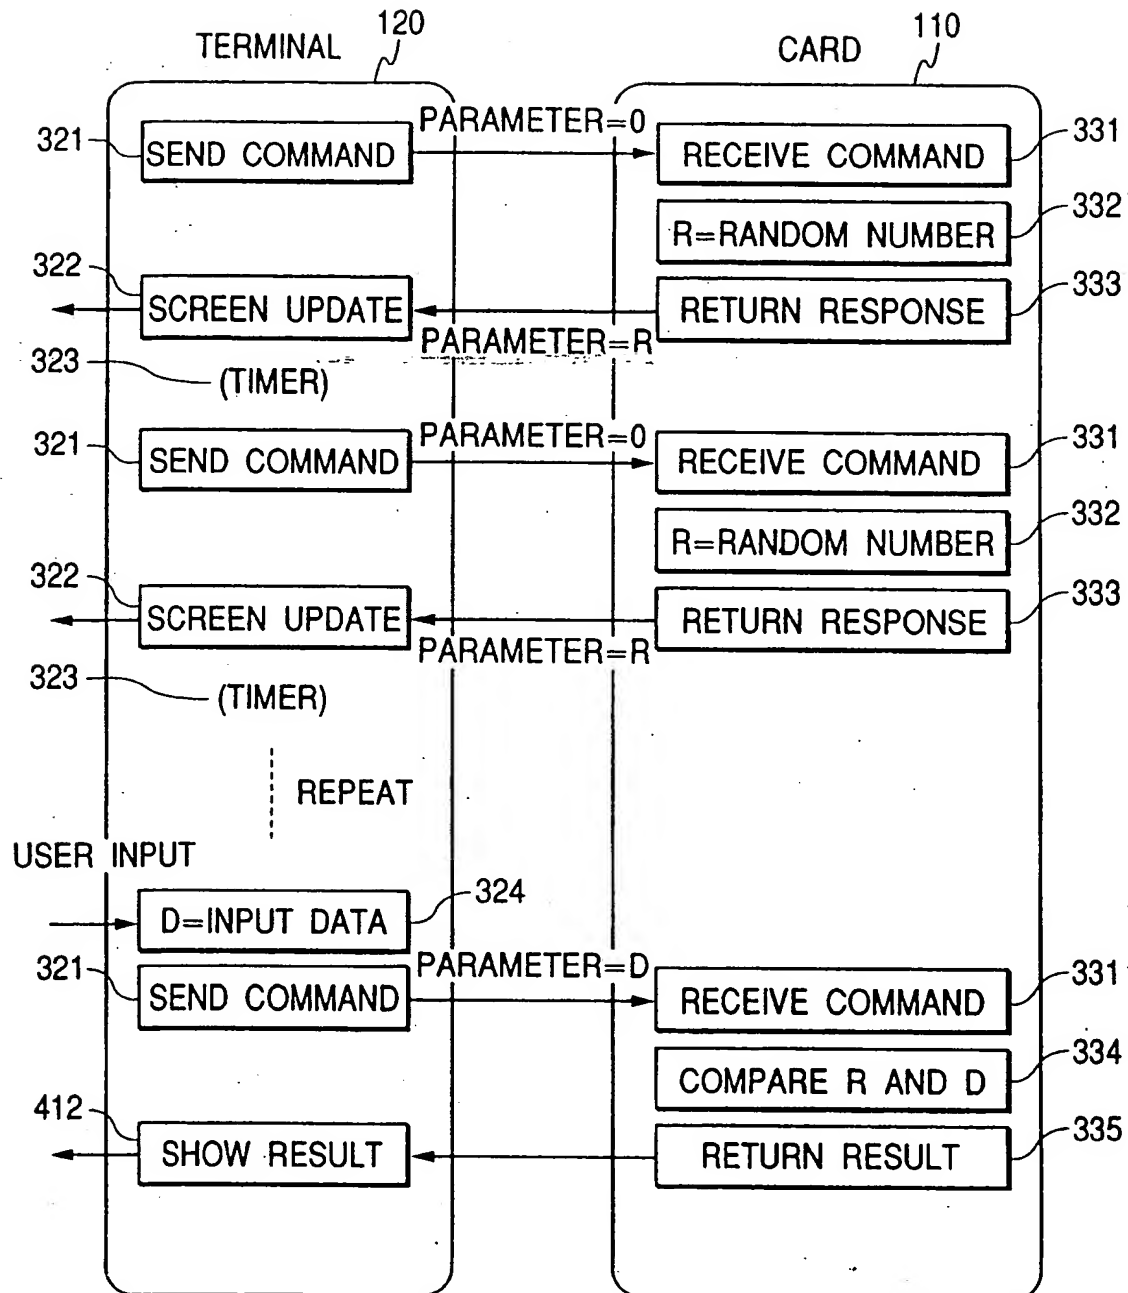 TERMINAL 120 CARD 110
PARAMETER=0
321 SEND COMMAND RECEIVE COMMAND 331
R=RANDOM NUMBER 332
322 SCREEN UPDATE RETURN RESPONSE 333
PARAMETER=R
323 (TIMER)
PARAMETER=0
321 SEND COMMAND RECEIVE COMMAND 331
R=RANDOM NUMBER 332
322 SCREEN UPDATE RETURN RESPONSE 333
PARAMETER=R
323 (TIMER)
REPEAT
USER INPUT
D=INPUT DATA 324
PARAMETER=D
321 SEND COMMAND RECEIVE COMMAND 331
COMPARE R AND D 334
412 SHOW RESULT RETURN RESULT 335